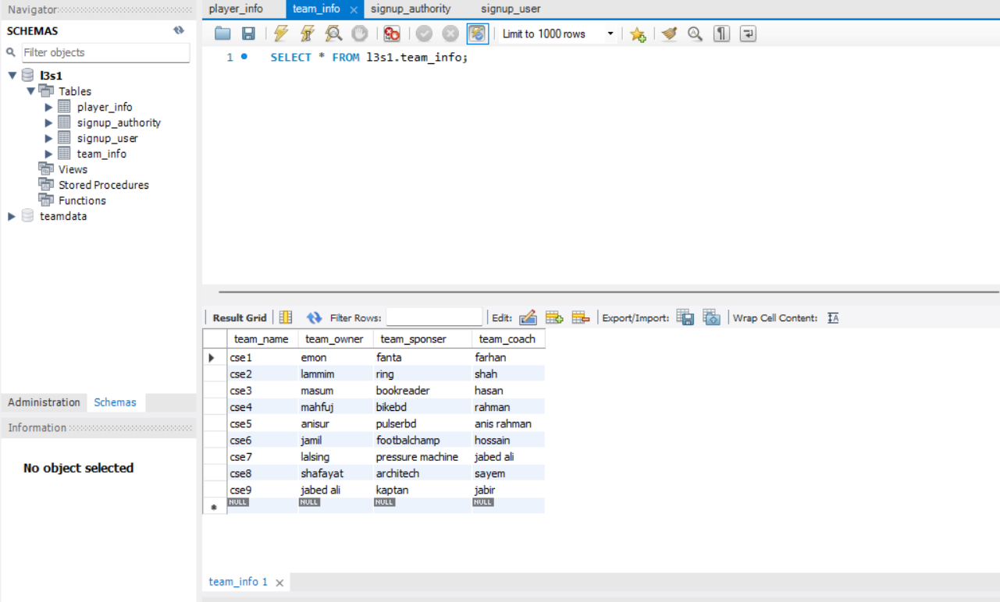 Navigator
SCHEMAS
Filter objects
l3s1
Tables
player_info
signup_authority
signup_user
team_info
Views
Stored Procedures
Functions
teamdata
Administration Schemas
Information
No object selected
player_info team_info signup_authority signup_user
Limit to 1000 rows
1 SELECT * FROM l3s1.team_info;
Result Grid Filter Rows: Edit: Export/Import: Wrap Cell Content:
team_name team_owner team_sponser team_coach
cse1 emon fanta farhan
cse2 lammim ring shah
cse3 masum bookreader hasan
cse4 mahfuj bikebd rahman
cse5 anisur pulserbd anis rahman
cse6 jamil footbalchamp hossain
cse7 lalsing pressure machine jabed ali
cse8 shafayat architech sayem
cse9 jabed ali kaptan jabir
NULL NULL NULL NULL
team_info 1